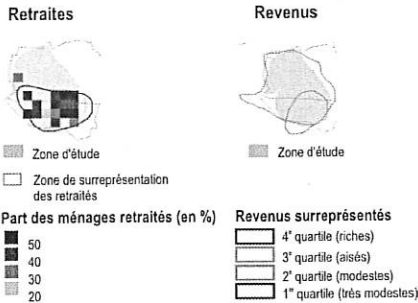 Retraites
Zone d'étude
Zone de surreprésentation
des retraités
Part des ménages retraités (en %)
50
40
30
20
Revenus
Zone d'étude
Revenus surreprésentés
4e quartile (riches)
3e quartile (aisés)
2e quartile (modestes)
1er quartile (très modestes)